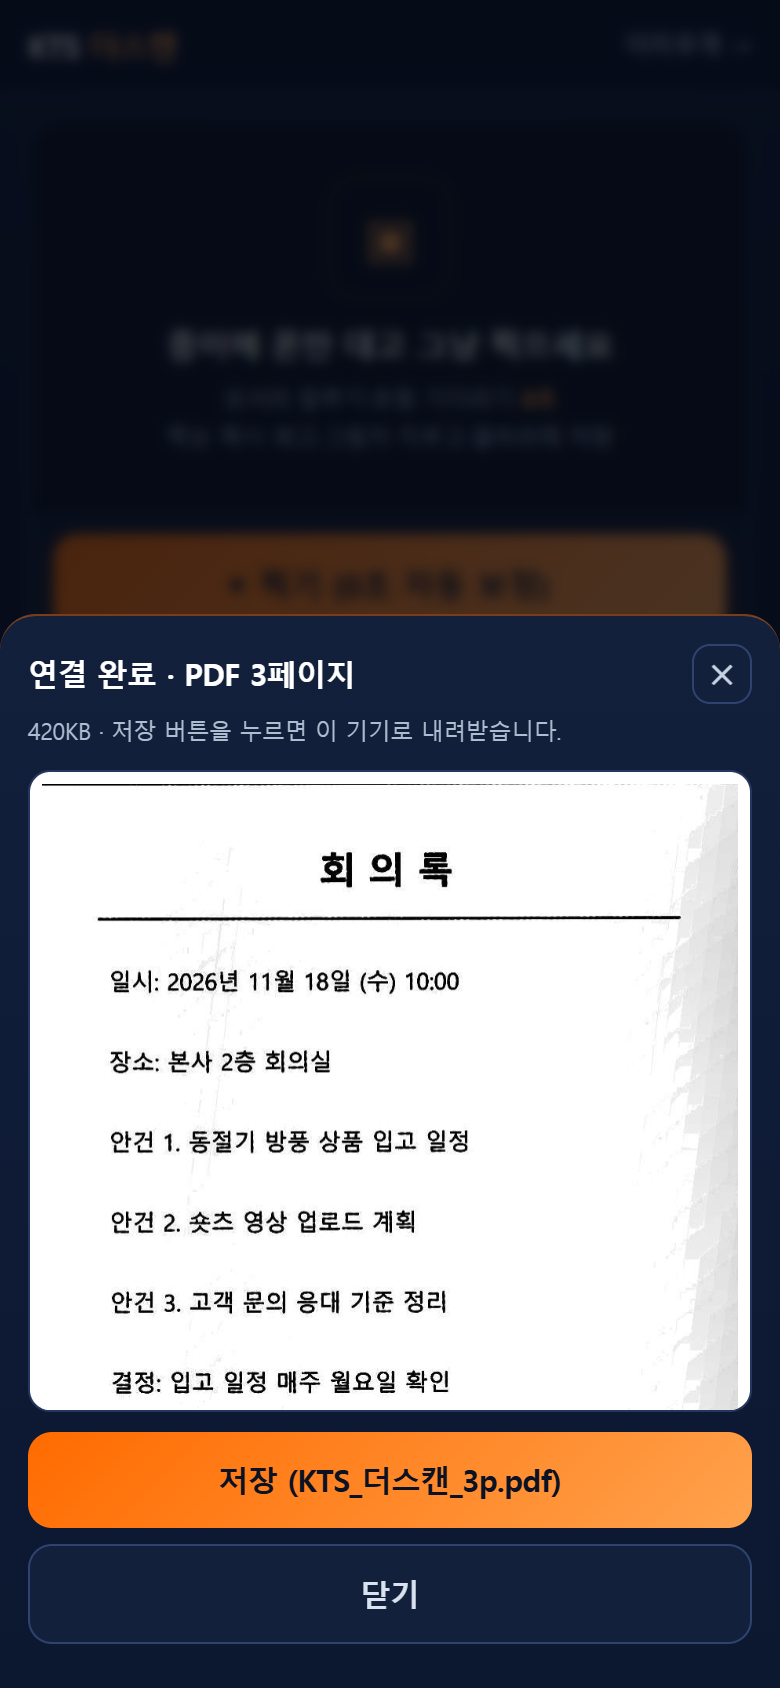 KTS 더스캔
연결 완료 · PDF 3페이지
420KB · 저장 버튼을 누르면 이 기기로 내려받습니다.
회 의 록
일시: 2026년 11월 18일 (수) 10:00
장소: 본사 2층 회의실
안건 1. 동절기 방풍 상품 입고 일정
안건 2. 숏츠 영상 업로드 계획
안건 3. 고객 문의 응대 기준 정리
결정: 입고 일정 매주 월요일 확인
저장 (KTS_더스캔_3p.pdf)
닫기